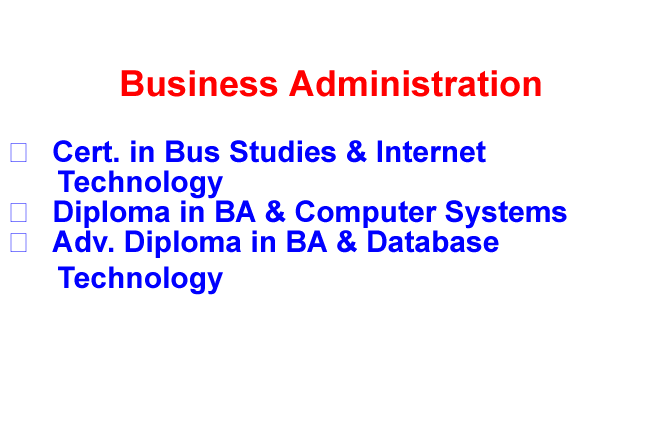 Business Administration
Cert. in Bus Studies & Internet
Technology
Diploma in BA & Computer Systems
Adv. Diploma in BA & Database
Technology